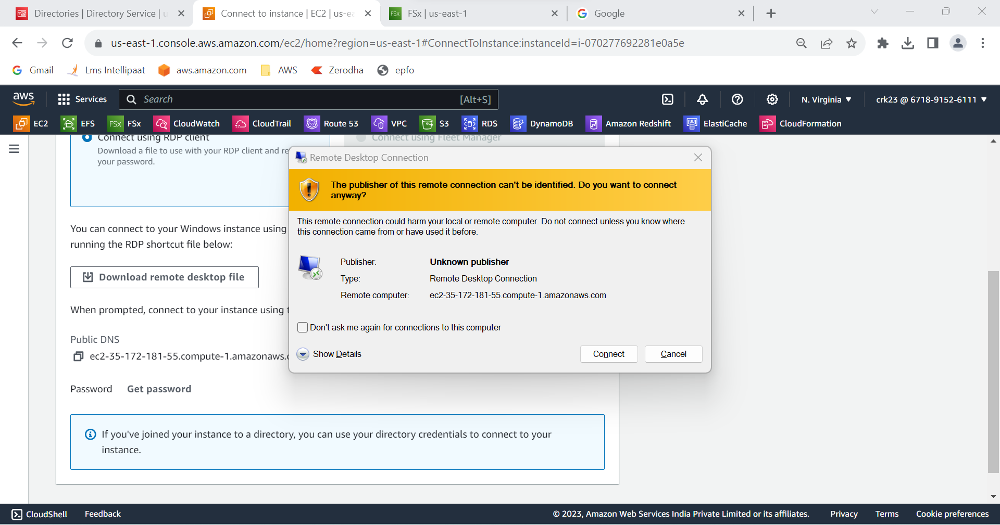 Directories | Directory Service | u
Connect to instance | EC2 | us-ea
FSx | us-east-1
Google
us-east-1.console.aws.amazon.com/ec2/home?region=us-east-1#ConnectToInstance:instanceId=i-070277692281e0a5e
Gmail
Lms Intellipaat
aws.amazon.com
AWS
Zerodha
epfo
aws
Services
Search
[Alt+S]
N. Virginia
crk23 @ 6718-9152-6111
EC2
EFS
FSx
FSx
CloudWatch
CloudTrail
53
Route 53
VPC
S3
RDS
DynamoDB
Amazon Redshift
ElastiCache
CloudFormation
Connect using RDP client
Download a file to use with your RDP client and re
your password.
Connect using Fleet Manager
You can connect to your Windows instance using
running the RDP shortcut file below:
Download remote desktop file
When prompted, connect to your instance using t
Public DNS
ec2-35-172-181-55.compute-1.amazonaws.c
Password
Get password
If you've joined your instance to a directory, you can use your directory credentials to connect to your
instance.
Remote Desktop Connection
The publisher of this remote connection can't be identified. Do you want to connect
anyway?
This remote connection could harm your local or remote computer. Do not connect unless you know where
this connection came from or have used it before.
Publisher: Unknown publisher
Type: Remote Desktop Connection
Remote computer: ec2-35-172-181-55.compute-1.amazonaws.com
Don't ask me again for connections to this computer
Show Details
Connect
Cancel
CloudShell
Feedback
© 2023, Amazon Web Services India Private Limited or its affiliates.
Privacy
Terms
Cookie preferences